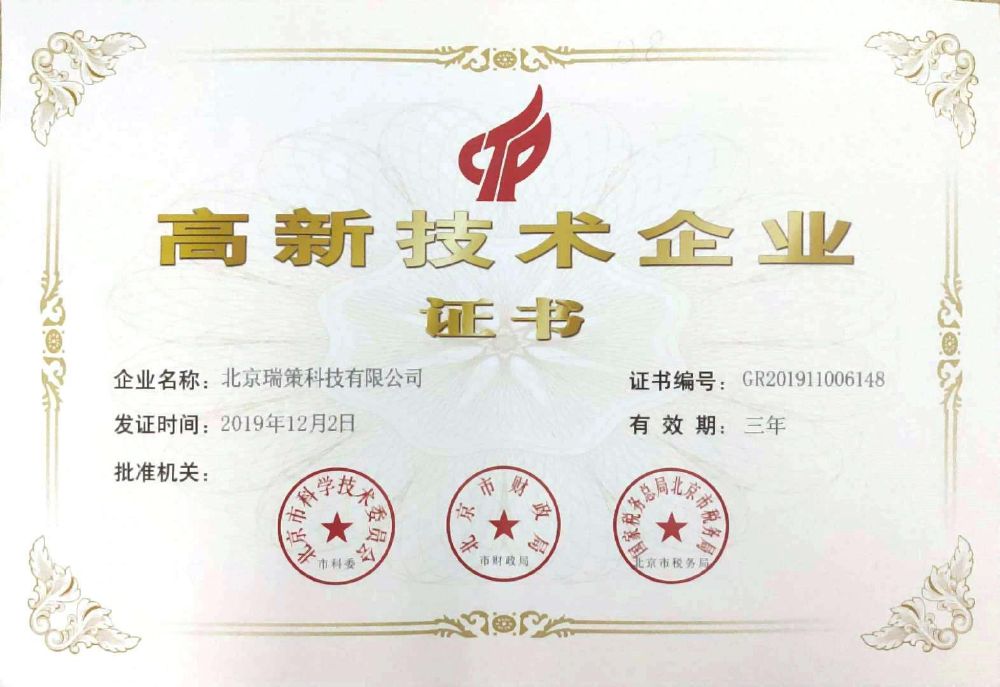 高新技术企业
证书
企业名称：北京瑞策科技有限公司
证书编号：GR201911006148
发证时间：2019年12月2日
有效期：三年
批准机关：
北京市科学技术委员会
市科委
北京市财政局
市财政局
国家税务总局北京市税务局
北京市税务局